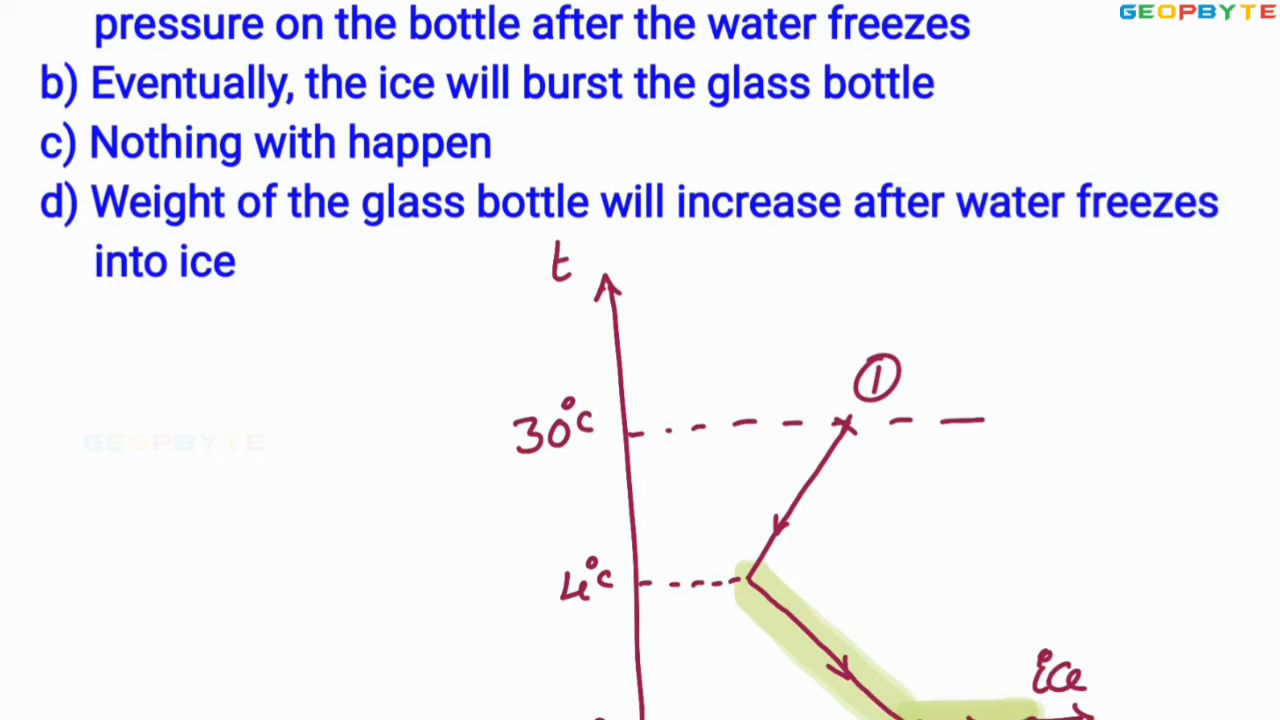 GEOPBYTE
pressure on the bottle after the water freezes
b) Eventually, the ice will burst the glass bottle
c) Nothing with happen
d) Weight of the glass bottle will increase after water freezes
into ice
t
①
30°c
GEOPBYTE
4°c
ice